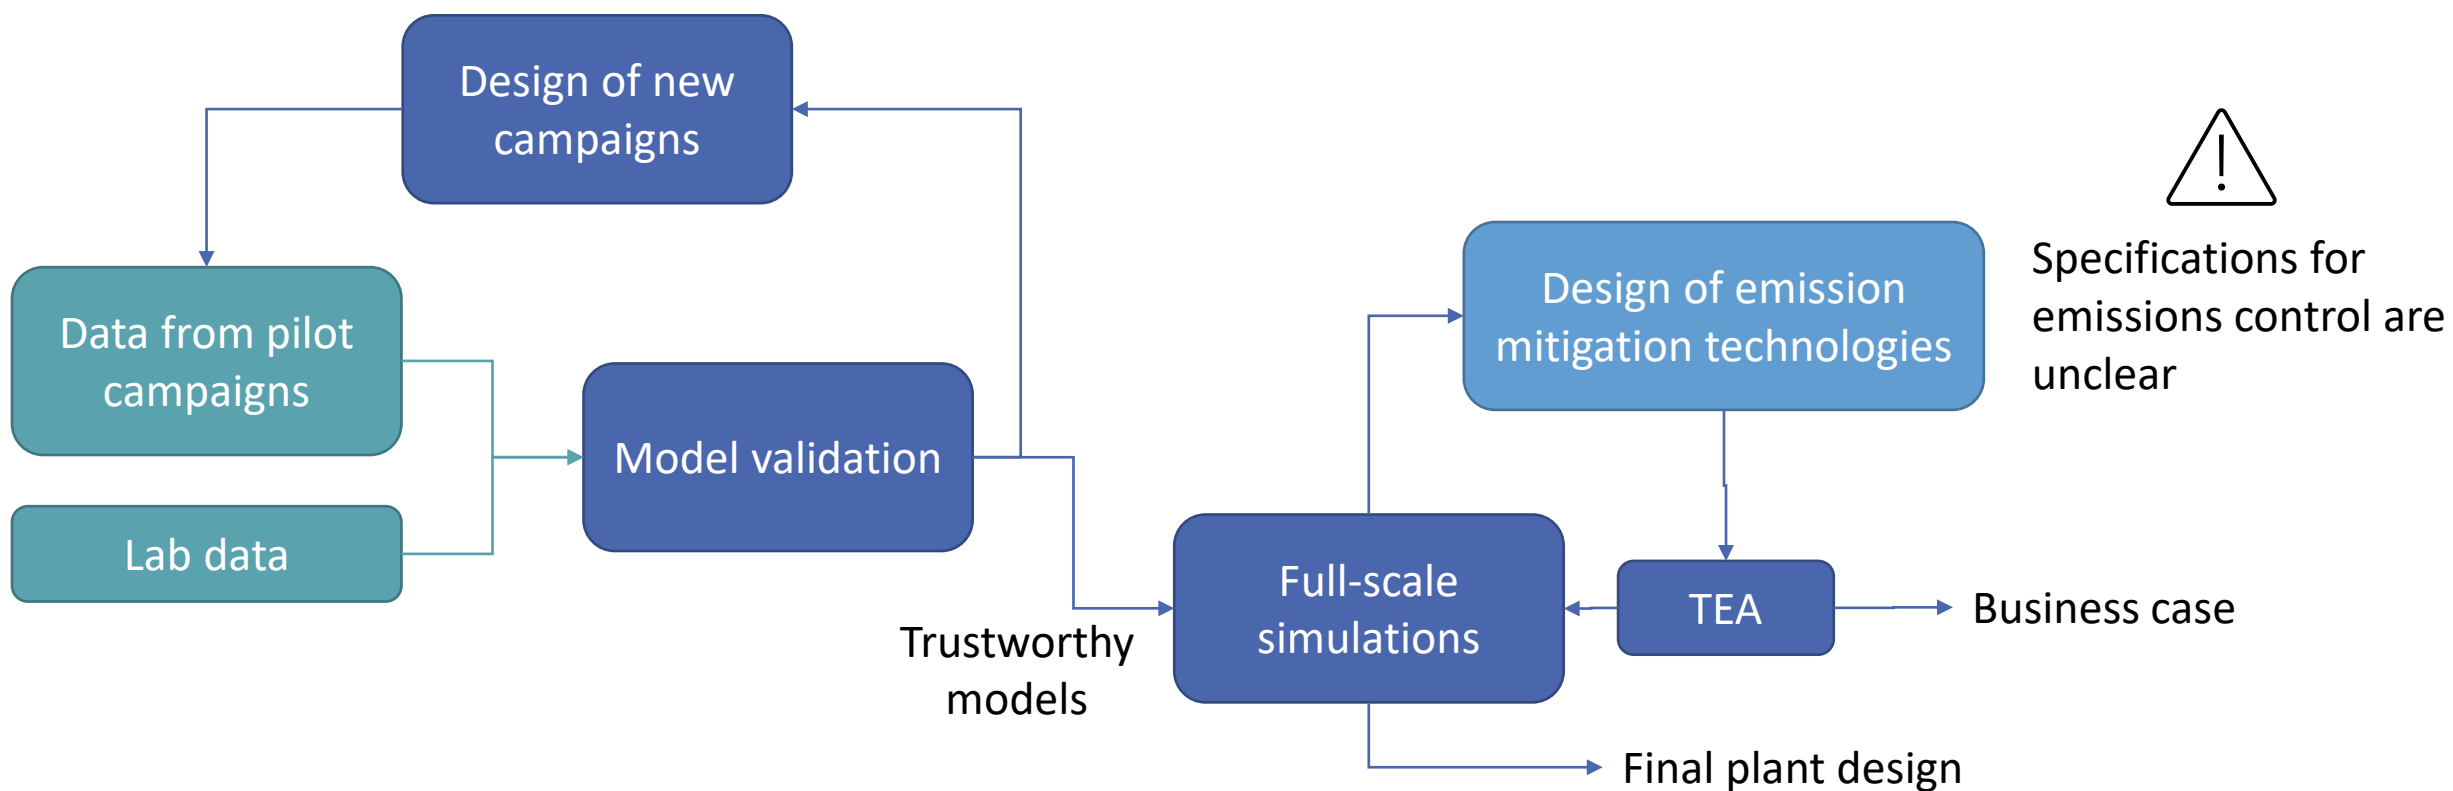 Design of new
campaigns
Data from pilot
campaigns
Lab data
Model validation
Trustworthy
models
Full-scale
simulations
Design of emission
mitigation technologies
Specifications for
emissions control are
unclear
TEA
Business case
Final plant design